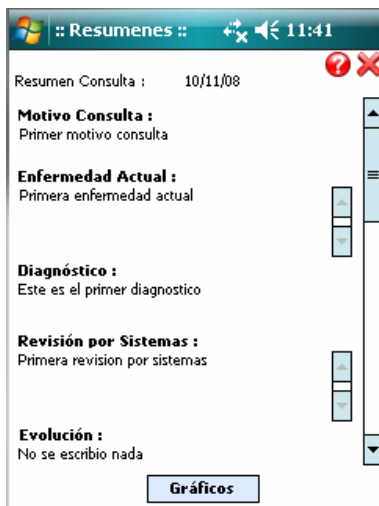 :: Resumenes :: 11:41
Resumen Consulta : 10/11/08
Motivo Consulta :
Primer motivo consulta
Enfermedad Actual :
Primera enfermedad actual
Diagnóstico :
Este es el primer diagnostico
Revisión por Sistemas :
Primera revision por sistemas
Evolución :
No se escribio nada
Gráficos